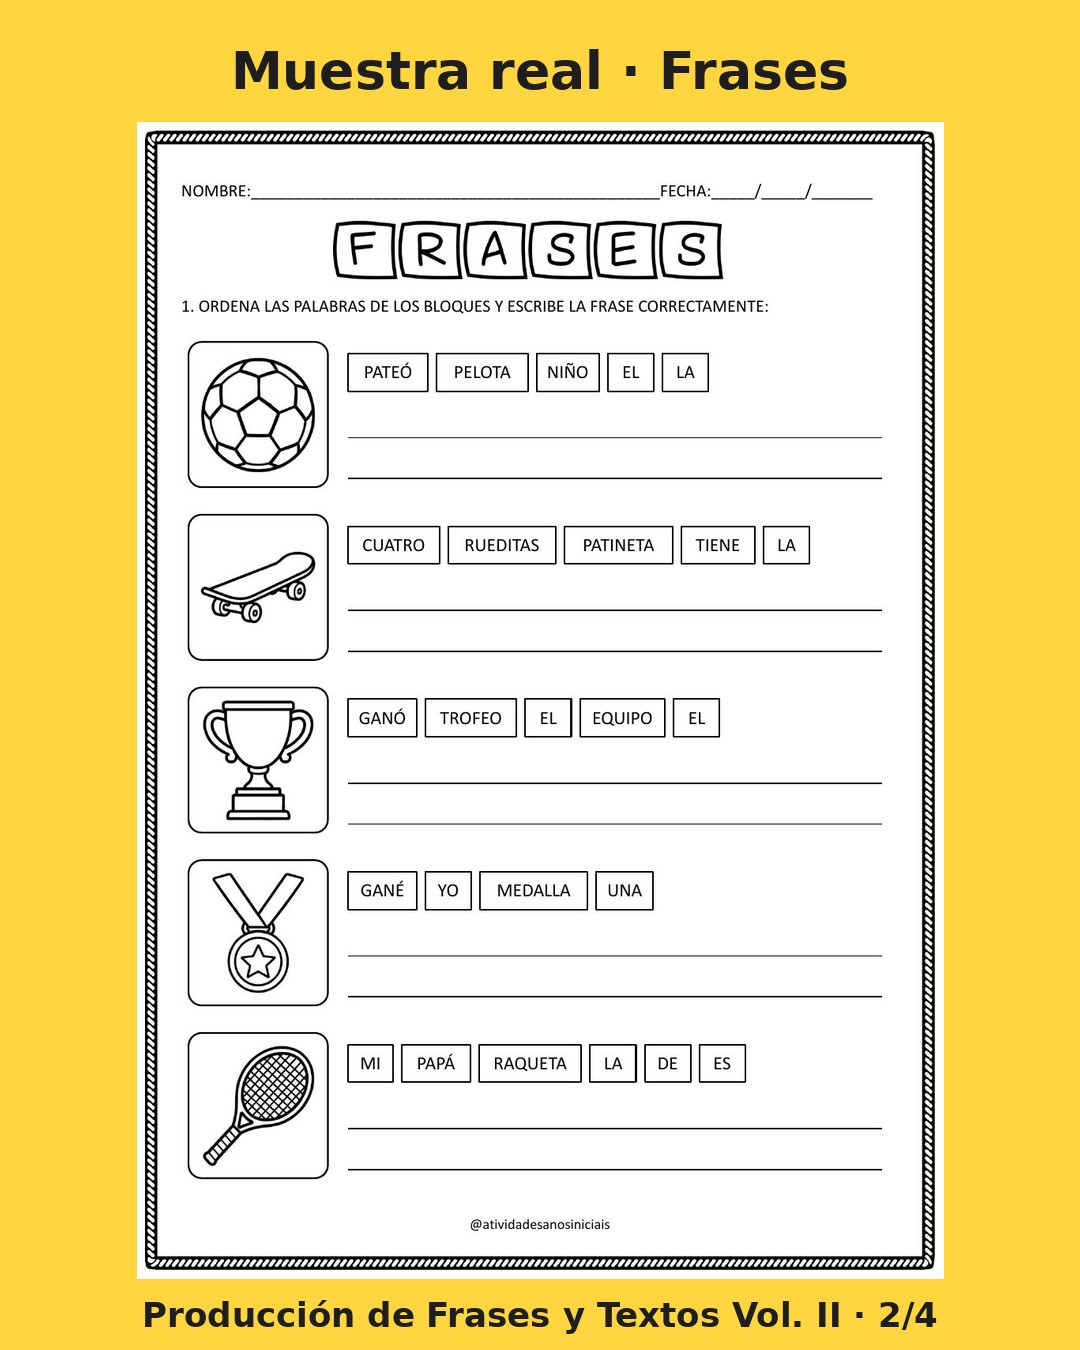 Muestra real · Frases
NOMBRE:_______________________________________________FECHA:_____/_____/_______
FRASES
1. ORDENA LAS PALABRAS DE LOS BLOQUES Y ESCRIBE LA FRASE CORRECTAMENTE:
PATEÓ PELOTA NIÑO EL LA
CUATRO RUEDITAS PATINETA TIENE LA
GANÓ TROFEO EL EQUIPO EL
GANÉ YO MEDALLA UNA
MI PAPÁ RAQUETA LA DE ES
@atividadesanosiniciais
Producción de Frases y Textos Vol. II · 2/4